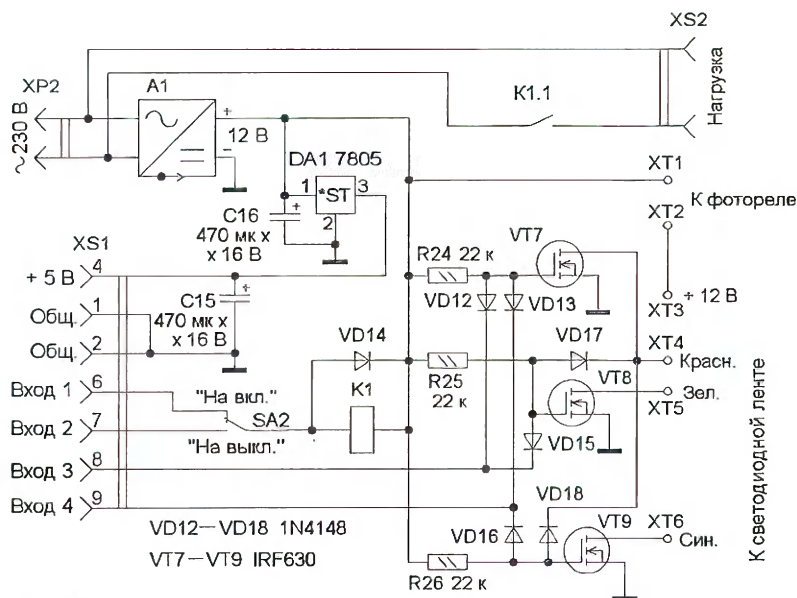 XS2
XP2
A1
Нагрузка
~230 В
+
12 В
-
K1.1
XT1
DA1 7805
1
*ST
3
2
К фотореле
XT2
C16
470 мк х
х 16 В
+
XS1
R24 22 к
VT7
+ 5 В
4
VD12
VD13
XT3
+ 12 В
Общ.
1
C15
470 мк х
х 16 В
+
VD14
VD17
XT4
Красн.
Общ.
2
R25
22 к
VT8
Зел.
XT5
Вход 1
6
"На вкл."
K1
Вход 2
7
SA2
"На выкл."
VD15
Вход 3
8
VD18
Вход 4
9
VD16
VT9
XT6
Син.
К светодиодной ленте
VD12—VD18 1N4148
VT7—VT9 IRF630
R26 22 к